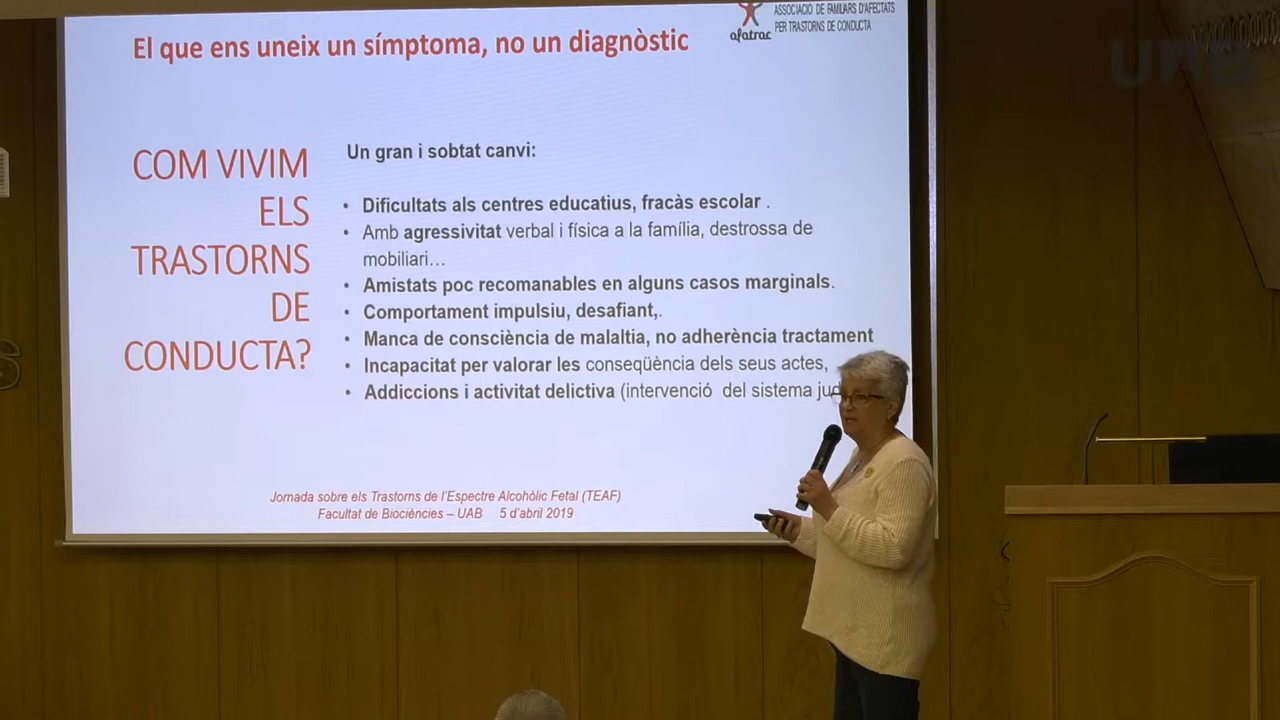 El que ens uneix un símptoma, no un diagnòstic
afatrac
ASSOCIACIÓ DE FAMILIARS D'AFECTATS
PER TRASTORNS DE CONDUCTA
UAB
COM VIVIM
ELS
TRASTORNS
DE
CONDUCTA?
Un gran i sobtat canvi:
• Dificultats als centres educatius, fracàs escolar .
• Amb agressivitat verbal i física a la família, destrossa de
mobiliari…
• Amistats poc recomanables en alguns casos marginals.
• Comportament impulsiu, desafiant,.
• Manca de consciència de malaltia, no adherència tractament
• Incapacitat per valorar les conseqüència dels seus actes,
• Addiccions i activitat delictiva (intervenció del sistema
Jornada sobre els Trastorns de l'Espectre Alcohòlic Fetal (TEAF)
Facultat de Biociències – UAB 5 d'abril 2019